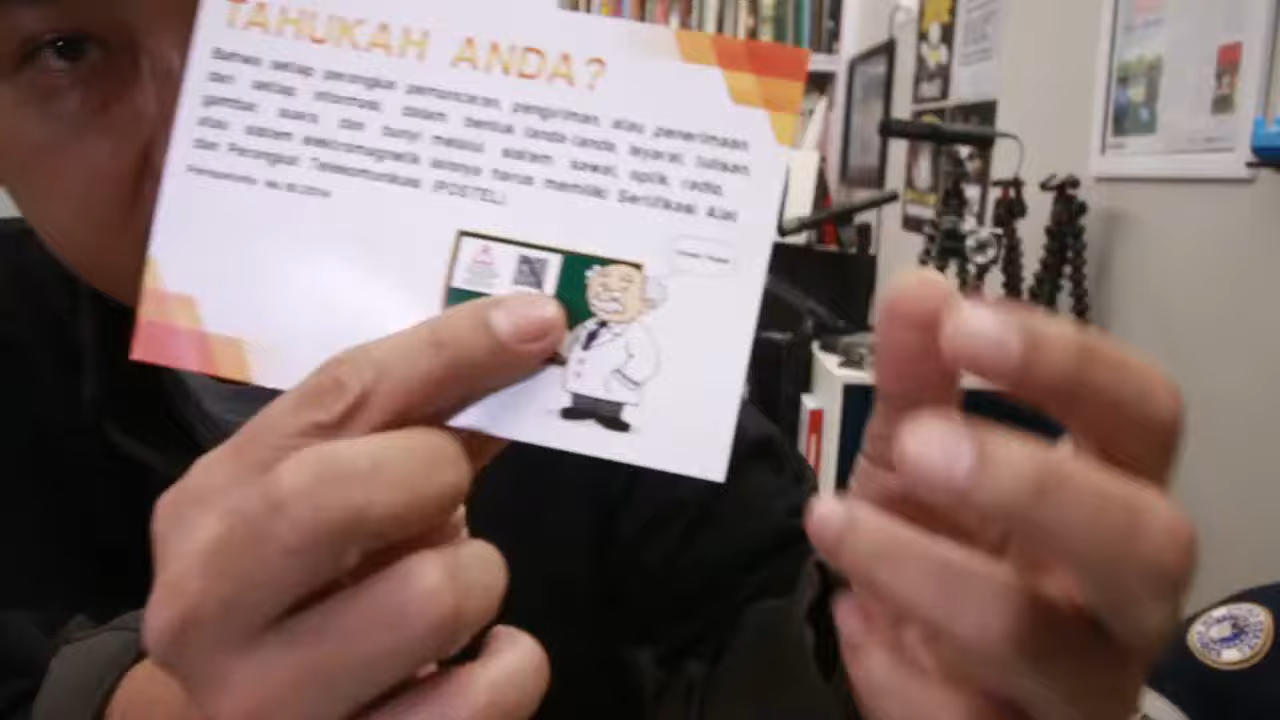 TAHUKAH ANDA?
Bahwa setiap perangkat pemancaran, pengiriman, atau penerimaan
dari setiap informasi dalam bentuk tanda-tanda, isyarat, tulisan,
gambar, suara, dan bunyi melalui sistem kawat, optik, radio,
atau sistem elektromagnetik lainnya harus memiliki Sertifikasi Alat
dan Perangkat Telekomunikasi (POSTEL).